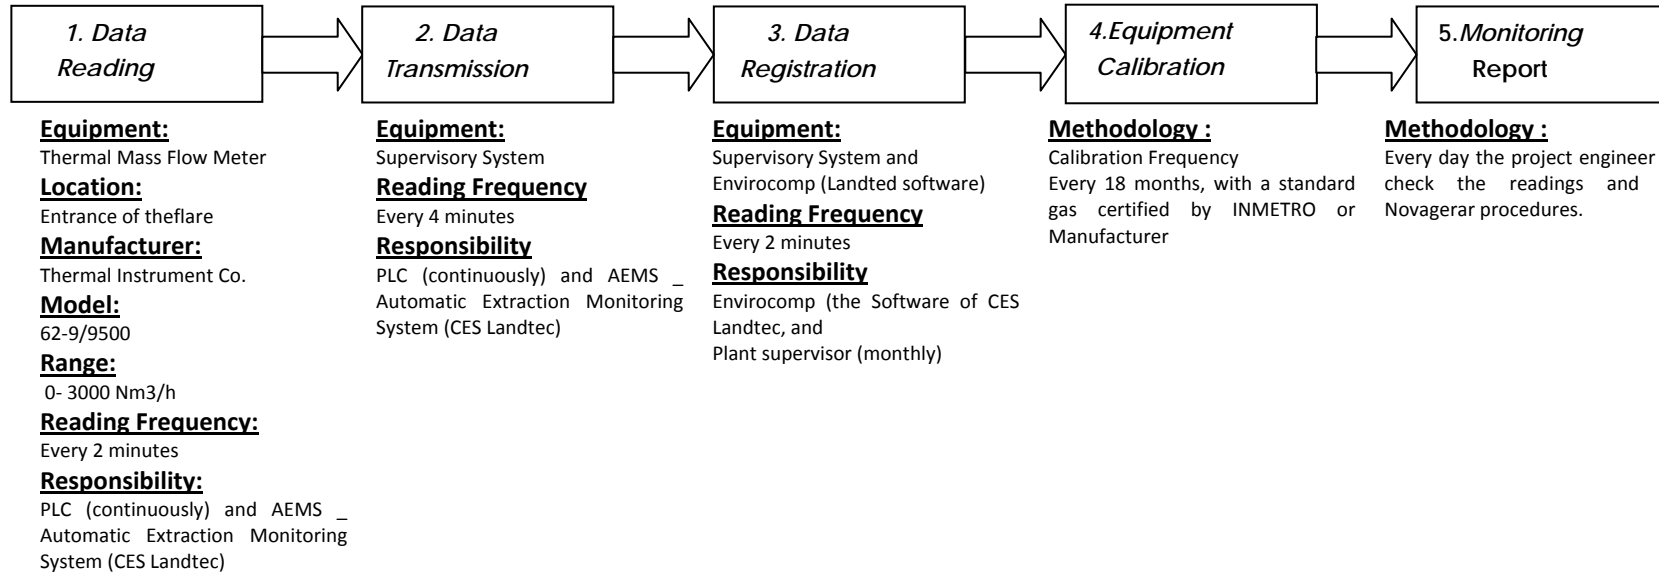 1. Data
Reading
2. Data
Transmission
3. Data
Registration
4.Equipment
Calibration
5.Monitoring
Report
Equipment:
Thermal Mass Flow Meter
Location:
Entrance of theflare
Manufacturer:
Thermal Instrument Co.
Model:
62-9/9500
Range:
0- 3000 Nm3/h
Reading Frequency:
Every 2 minutes
Responsibility:
PLC (continuously) and AEMS _
Automatic Extraction Monitoring
System (CES Landtec)
Equipment:
Supervisory System
Reading Frequency
Every 4 minutes
Responsibility
PLC (continuously) and AEMS _
Automatic Extraction Monitoring
System (CES Landtec)
Equipment:
Supervisory System and
Envirocomp (Landted software)
Reading Frequency
Every 2 minutes
Responsibility
Envirocomp (the Software of CES
Landtec, and
Plant supervisor (monthly)
Methodology :
Calibration Frequency
Every 18 months, with a standard
gas certified by INMETRO or
Manufacturer
Methodology :
Every day the project engineer
check the readings and
Novagerar procedures.